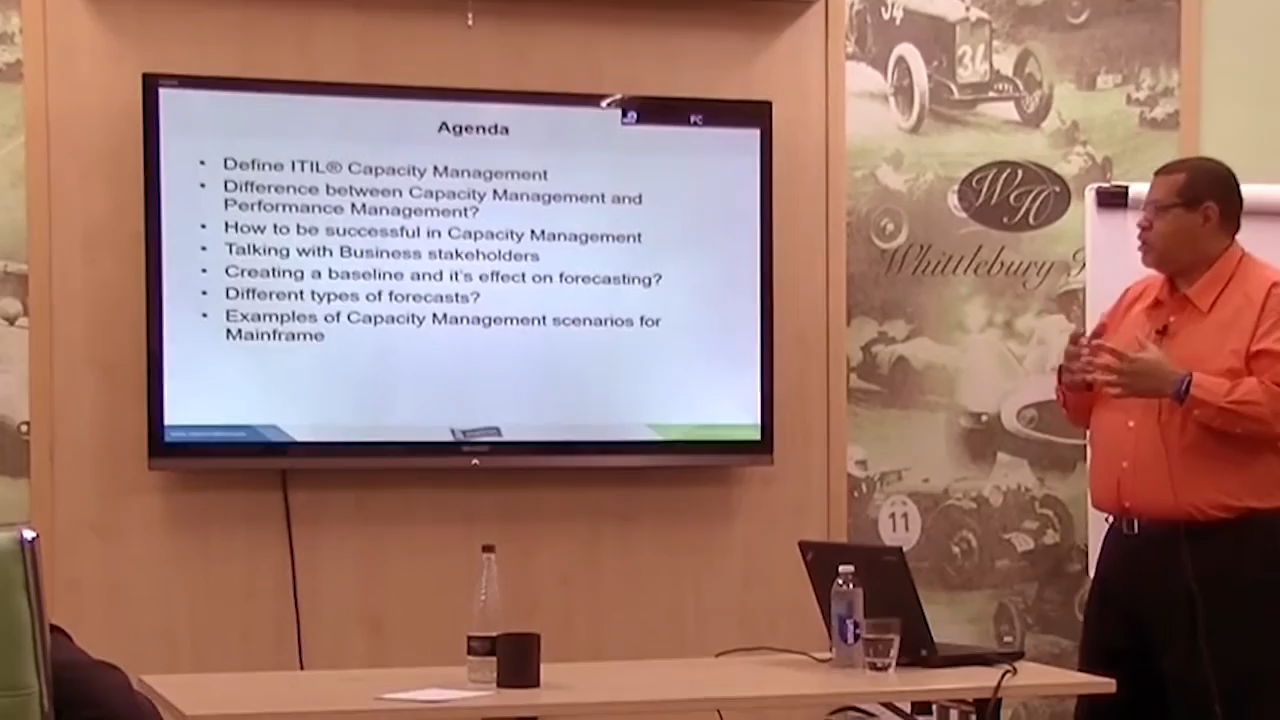 PC
Agenda
• Define ITIL® Capacity Management
• Difference between Capacity Management and
Performance Management?
• How to be successful in Capacity Management
• Talking with Business stakeholders
• Creating a baseline and it's effect on forecasting?
• Different types of forecasts?
• Examples of Capacity Management scenarios for
Mainframe
34
34
WH
Whittlebury
11